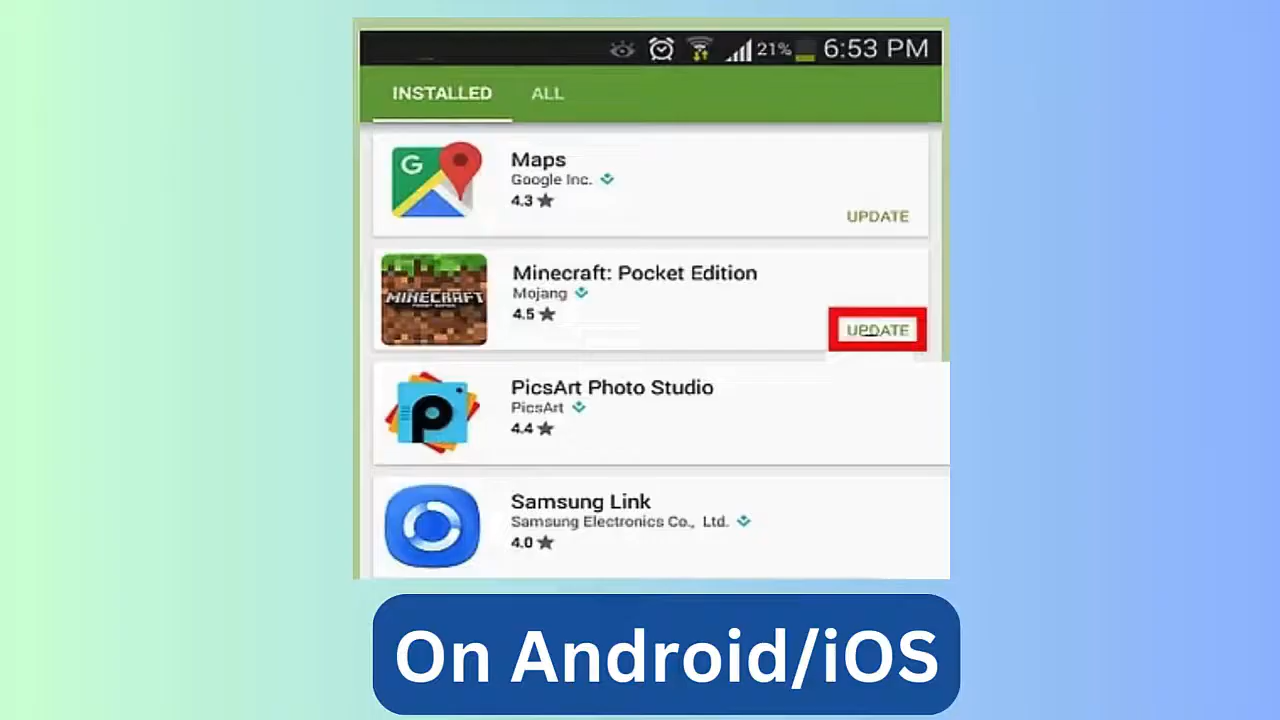 21% 6:53 PM
INSTALLED ALL
G
Maps
Google Inc.
4.3
UPDATE
MINECRAFT
Minecraft: Pocket Edition
Mojang
4.5
UPDATE
P
PicsArt Photo Studio
PicsArt
4.4
Samsung Link
Samsung Electronics Co., Ltd.
4.0
On Android/iOS